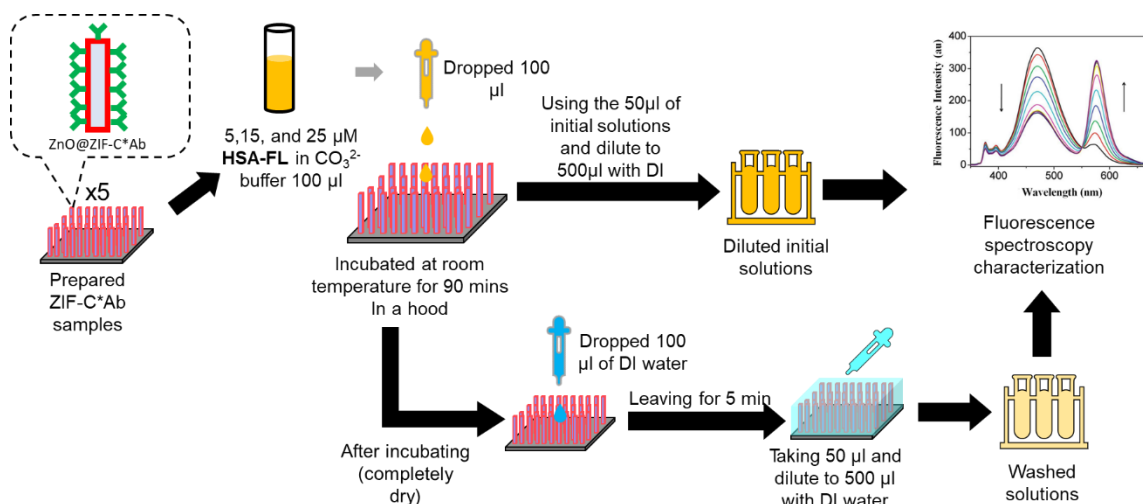 ZnO@ZIF-C*Ab
x5
Prepared
ZIF-C*Ab
samples
5,15, and 25 µM
HSA-FL in CO₃²⁻
buffer 100 µl
Dropped 100
µl
Incubated at room
temperature for 90 mins
In a hood
Using the 50µl of
initial solutions
and dilute to
500µl with DI
Diluted initial
solutions
Fluorescence Intensity (au)
400
300
200
100
0
400
500
600
Wavelength (nm)
Fluorescence
spectroscopy
characterization
After incubating
(completely
dry)
Dropped 100
µl of DI water
Leaving for 5 min
Taking 50 µl and
dilute to 500 µl
with DI water
Washed
solutions